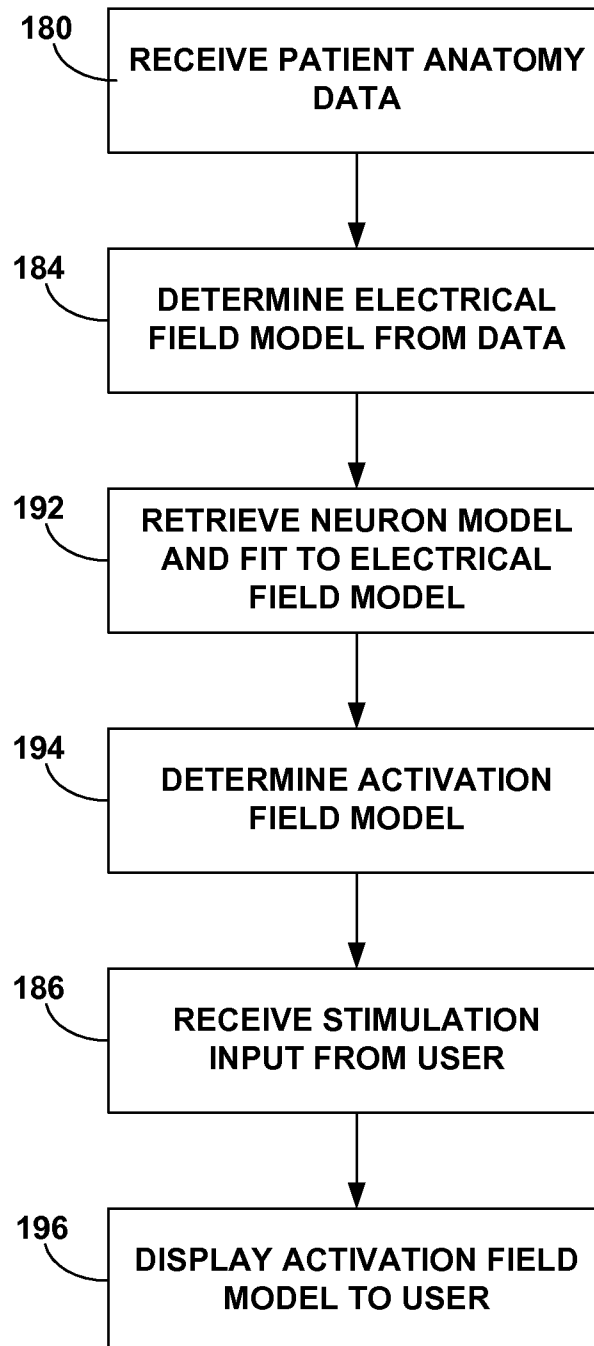 180
RECEIVE PATIENT ANATOMY
DATA
184
DETERMINE ELECTRICAL
FIELD MODEL FROM DATA
192
RETRIEVE NEURON MODEL
AND FIT TO ELECTRICAL
FIELD MODEL
194
DETERMINE ACTIVATION
FIELD MODEL
186
RECEIVE STIMULATION
INPUT FROM USER
196
DISPLAY ACTIVATION FIELD
MODEL TO USER